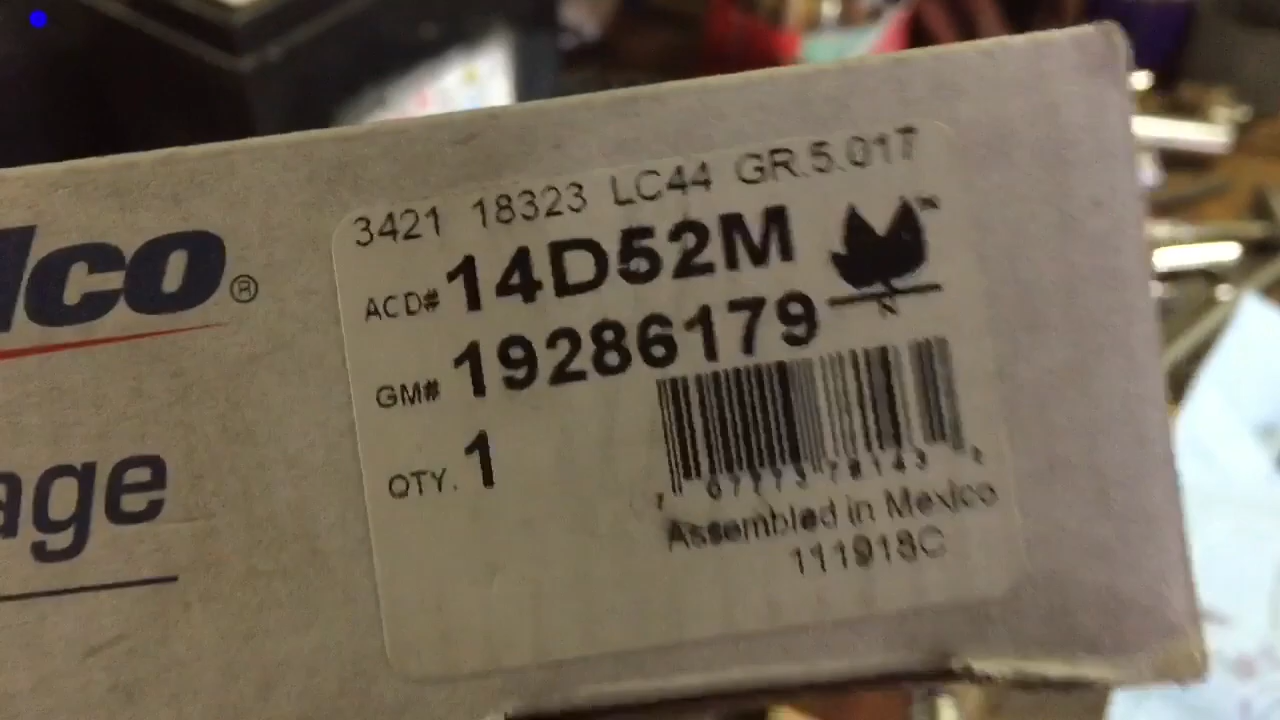 lco®
age
3421 18323 LC44 GR.5.017
ACD# 14D52M
GM# 19286179
QTY. 1
N
Assembled in Mexico
111918C